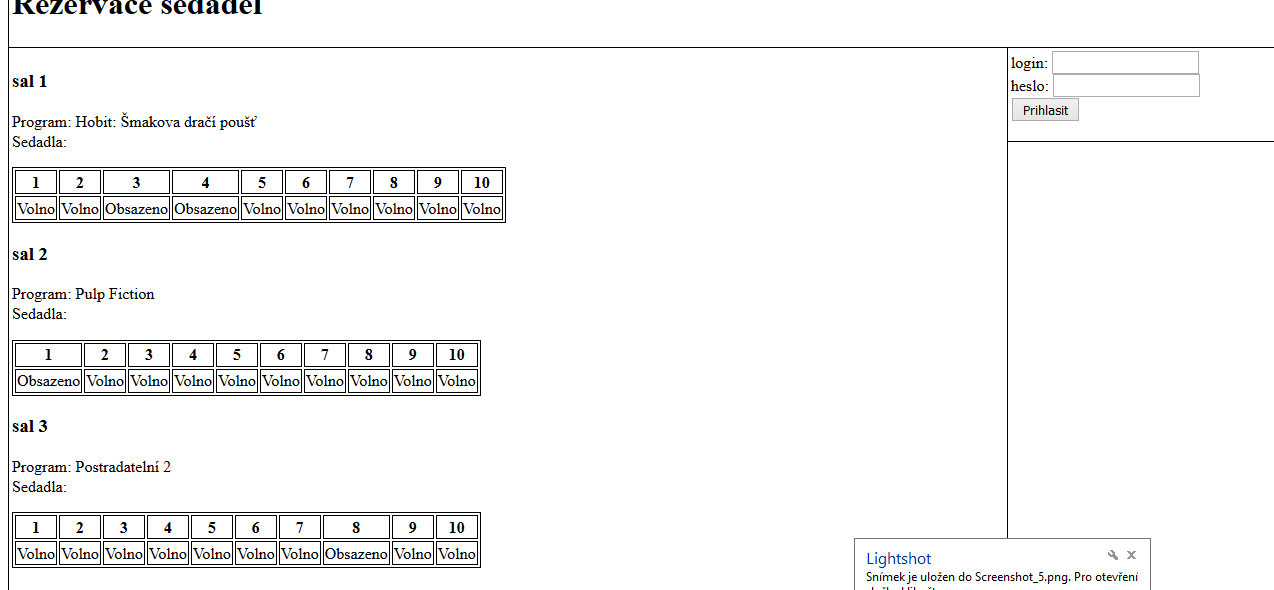 Rezervace sedadel
sal 1
Program: Hobit: Šmakova dračí poušť
Sedadla:
1 2 3 4 5 6 7 8 9 10
Volno Volno Obsazeno Obsazeno Volno Volno Volno Volno Volno Volno
sal 2
Program: Pulp Fiction
Sedadla:
1 2 3 4 5 6 7 8 9 10
Obsazeno Volno Volno Volno Volno Volno Volno Volno Volno Volno
sal 3
Program: Postradatelní 2
Sedadla:
1 2 3 4 5 6 7 8 9 10
Volno Volno Volno Volno Volno Volno Volno Obsazeno Volno Volno
login:
heslo:
Prihlasit
Lightshot
Snímek je uložen do Screenshot_5.png. Pro otevření